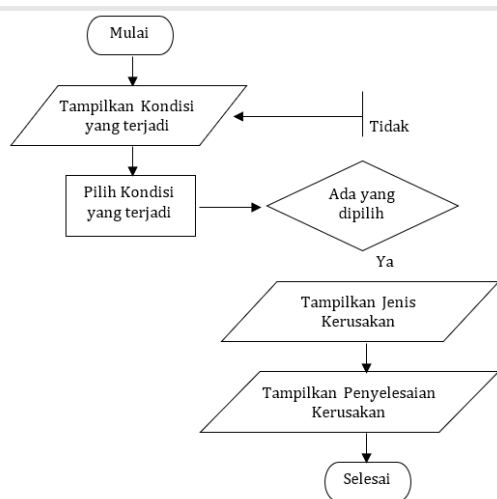 Mulai
Tampilkan Kondisi
yang terjadi
Tidak
Pilih Kondisi
yang terjadi
Ada yang
dipilih
Ya
Tampilkan Jenis
Kerusakan
Tampilkan Penyelesaian
Kerusakan
Selesai